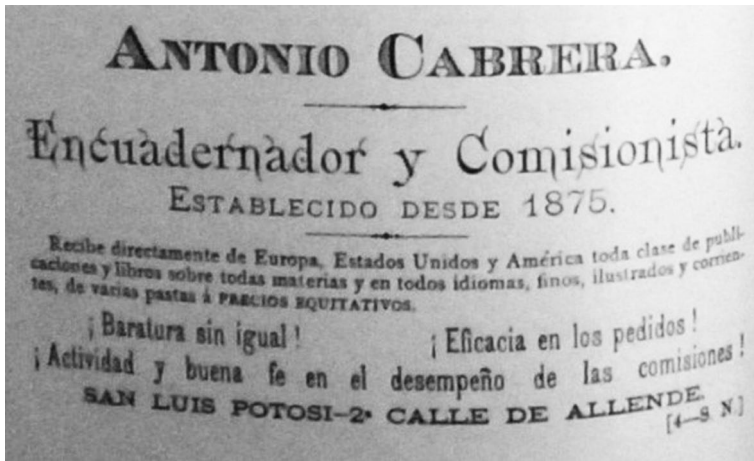 ANTONIO CABRERA.
Encuadernador y Comisionista.
ESTABLECIDO DESDE 1875.
Recibe directamente de Europa, Estados Unidos y América toda clase de publi-
caciones y libros sobre todas materias y en todos idiomas, finos, ilustrados y corrien-
tes, de varias pastas á PRECIOS EQUITATIVOS.
¡Baratura sin igual! ¡Eficacia en los pedidos!
¡Actividad y buena fe en el desempeño de las comisiones!
SAN LUIS POTOSI—2ª CALLE DE ALLENDE.
[4—S. N.]